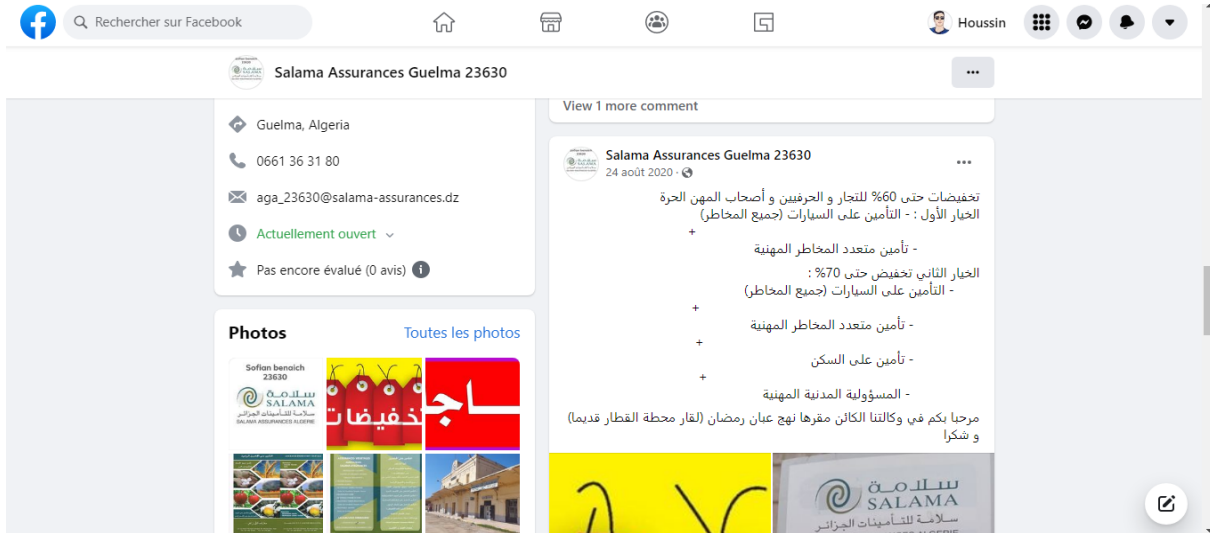 Rechercher sur Facebook
Houssin
Salama Assurances Guelma 23630
Guelma, Algeria
0661 36 31 80
aga_23630@salama-assurances.dz
Actuellement ouvert
Pas encore évalué (0 avis)
Photos
Toutes les photos
Sofian benaich
23630
سلامة
SALAMA
سلامة للتأمينات الجزائر
SALAMA ASSURANCES ALGERIE
تخفيضات
عاجـــل
View 1 more comment
Salama Assurances Guelma 23630
24 août 2020
تخفيضات حتى 60% للتجار و الحرفيين و أصحاب المهن الحرة
الخيار الأول : - التأمين على السيارات (جميع المخاطر)
+
- تأمين متعدد المخاطر المهنية
الخيار الثاني تخفيض حتى 70% :
- التأمين على السيارات (جميع المخاطر)
+
- تأمين متعدد المخاطر المهنية
+
- تأمين على السكن
+
- المسؤولية المدنية المهنية
مرحبا بكم في وكالتنا الكائن مقرها نهج عبان رمضان (لقار محطة القطار قديما)
و شكرا
سلامة
SALAMA
سلامة للتأمينات الجزائر